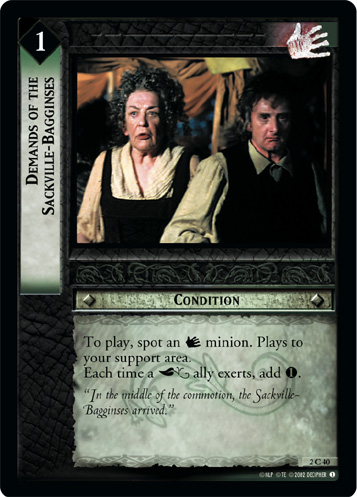 1
DEMANDS OF THE
SACKVILLE-BAGGINSES
CONDITION
To play, spot an minion. Plays to
your support area.
Each time a ally exerts, add 1.
“In the middle of the commotion, the Sackville-
Bagginses arrived.”
2 C 40
©NLP ©TE ©2002 DECIPHER 1